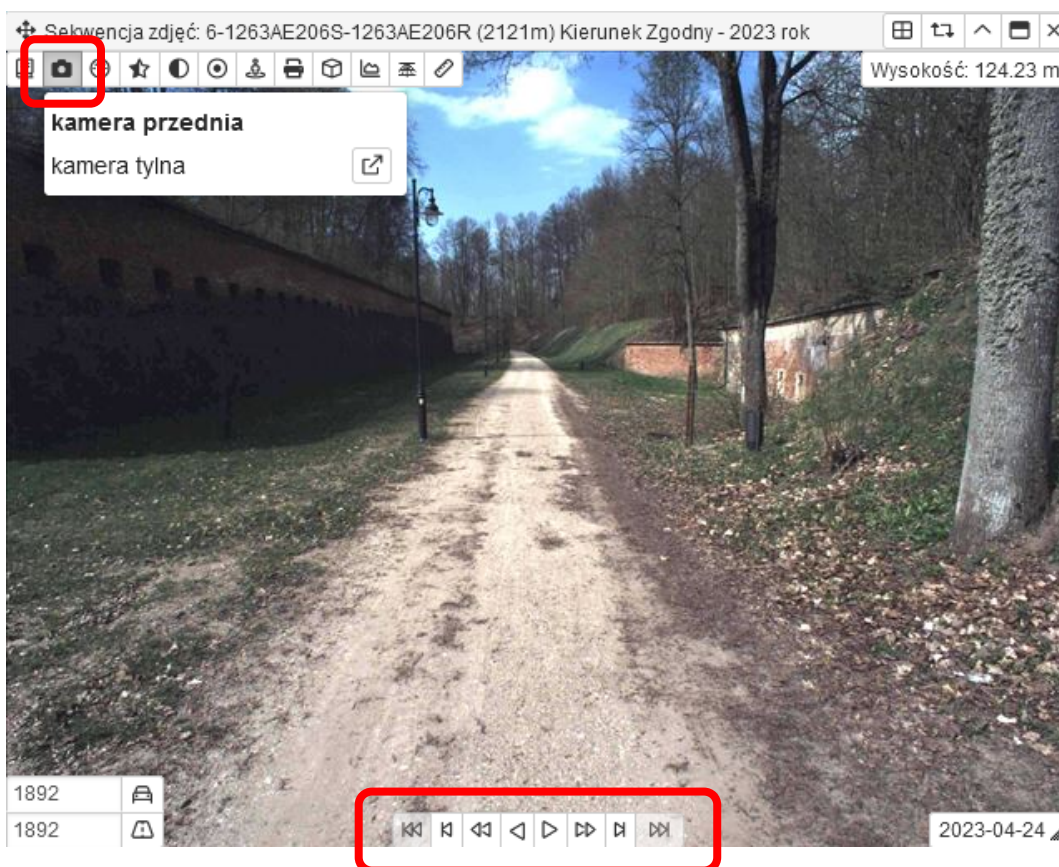 Sekwencja zdjęć: 6-1263AE206S-1263AE206R (2121m) Kierunek Zgodny - 2023 rok
Wysokość: 124.23 m
kamera przednia
kamera tylna
1892
1892
2023-04-24